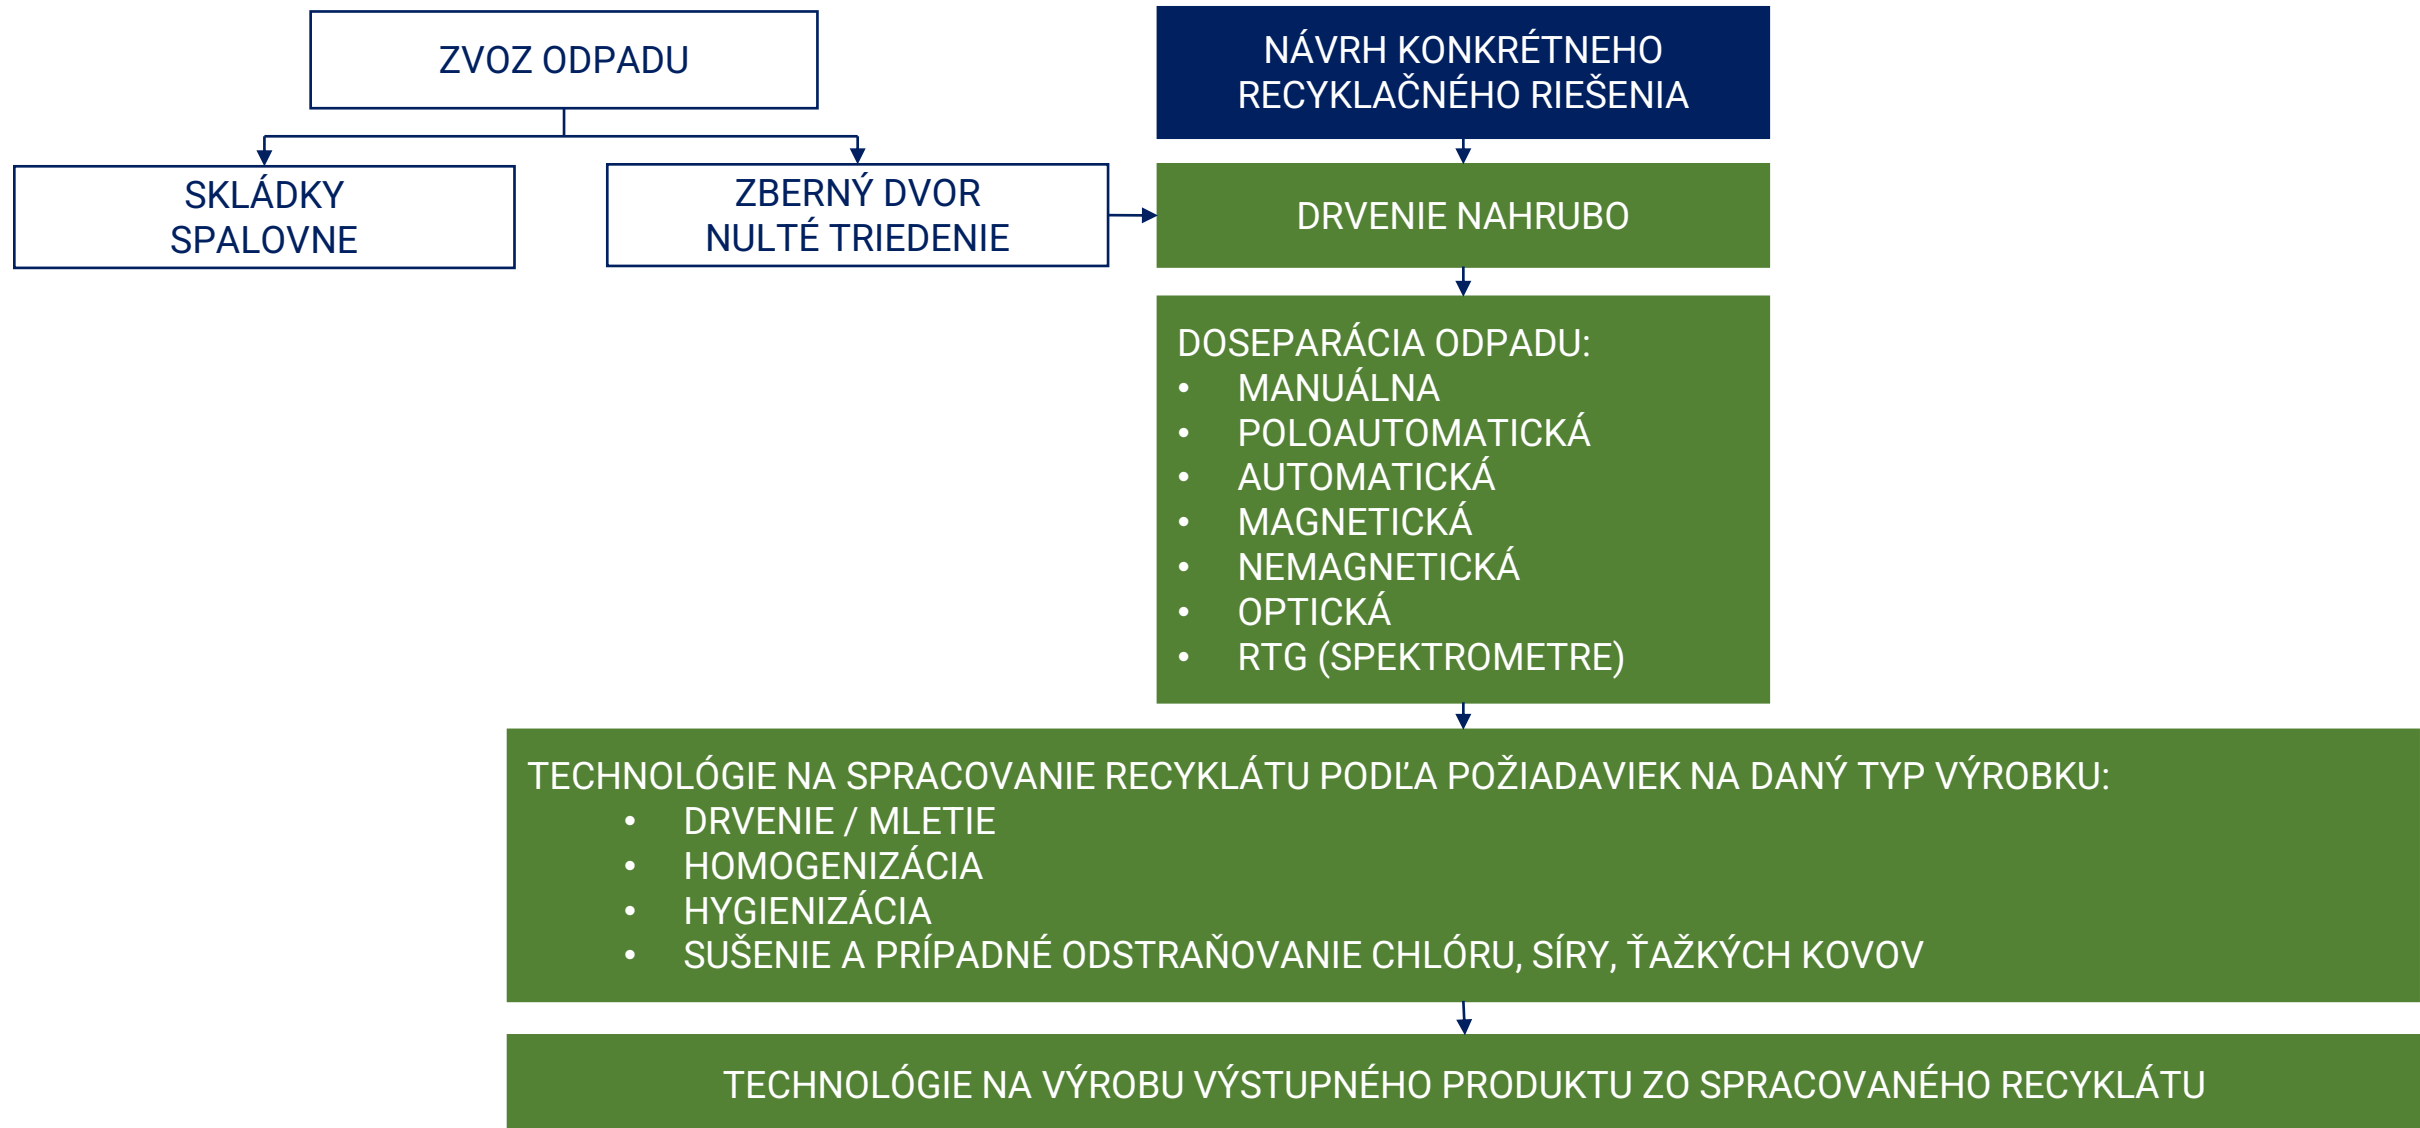 ZVOZ ODPADU
NÁVRH KONKRÉTNEHO
RECYKLAČNÉHO RIEŠENIA
SKLÁDKY
SPALOVNE
ZBERNÝ DVOR
NULTÉ TRIEDENIE
DRVENIE NAHRUBO
DOSEPARÁCIA ODPADU:
• MANUÁLNA
• POLOAUTOMATICKÁ
• AUTOMATICKÁ
• MAGNETICKÁ
• NEMAGNETICKÁ
• OPTICKÁ
• RTG (SPEKTROMETRE)
TECHNOLÓGIE NA SPRACOVANIE RECYKLÁTU PODĽA POŽIADAVIEK NA DANÝ TYP VÝROBKU:
• DRVENIE / MLETIE
• HOMOGENIZÁCIA
• HYGIENIZÁCIA
• SUŠENIE A PRÍPADNÉ ODSTRAŇOVANIE CHLÓRU, SÍRY, ŤAŽKÝCH KOVOV
TECHNOLÓGIE NA VÝROBU VÝSTUPNÉHO PRODUKTU ZO SPRACOVANÉHO RECYKLÁTU